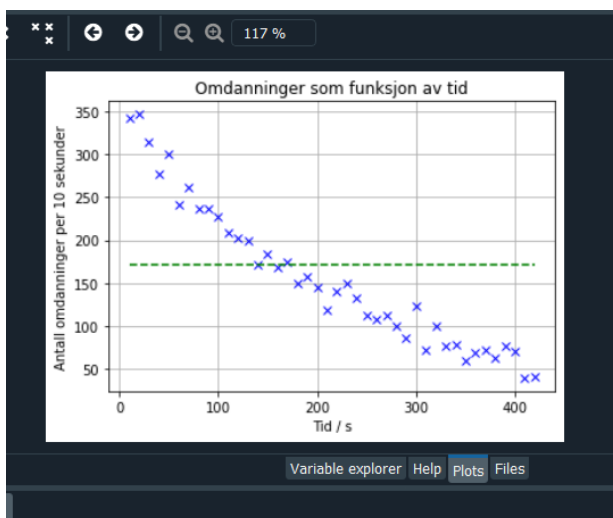 117 %
Omdanninger som funksjon av tid
Antall omdanninger per 10 sekunder
350
300
250
200
150
100
50
0 100 200 300 400
Tid / s
Variable explorer Help Plots Files